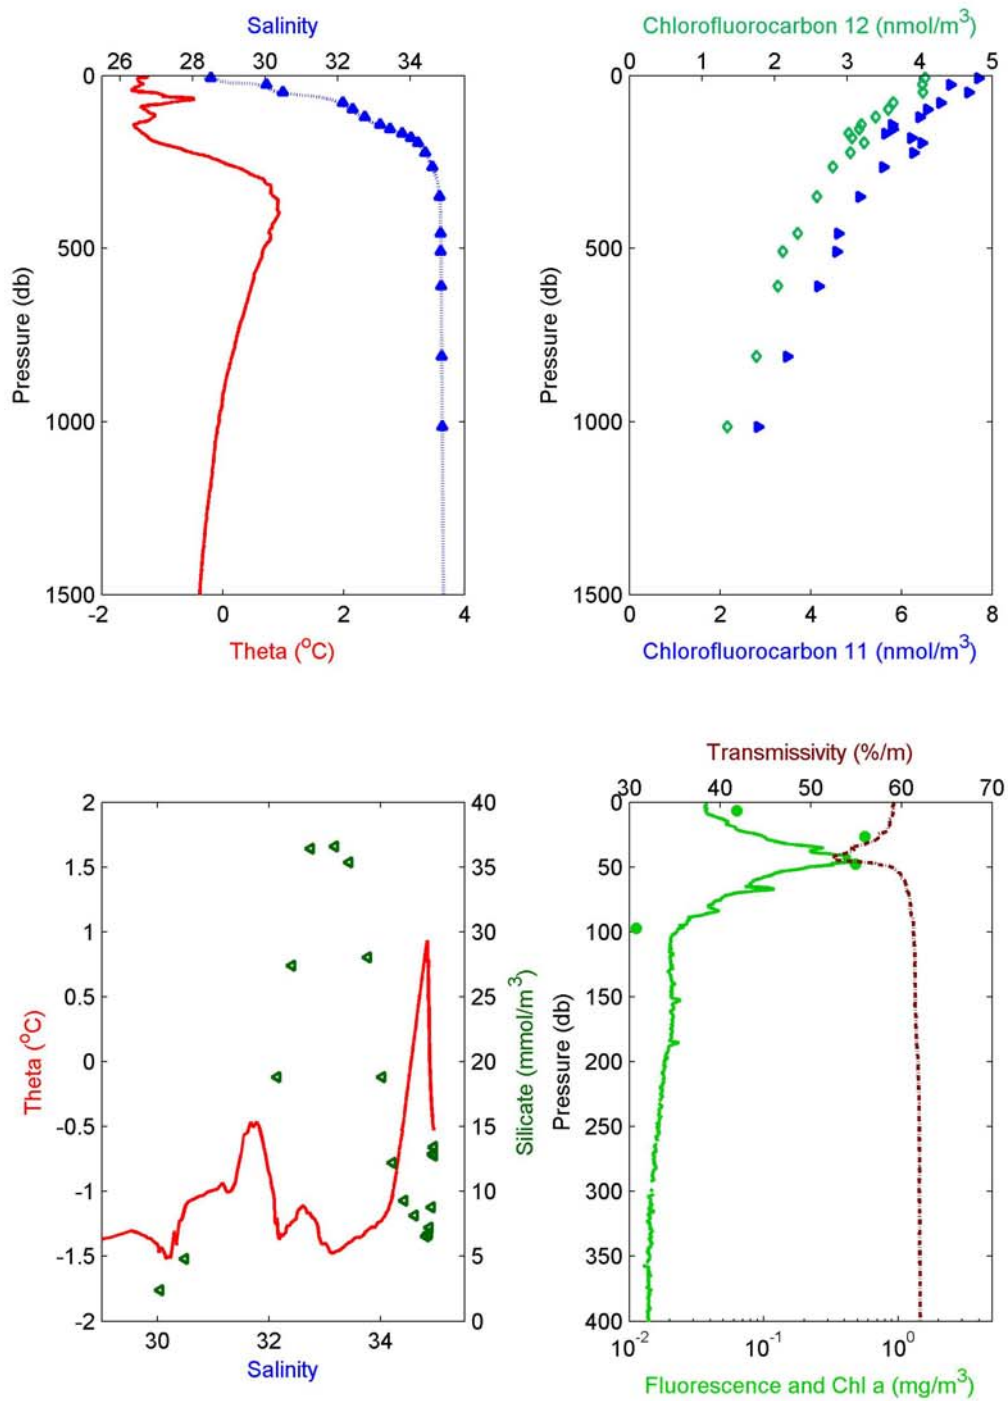 Salinity
26 28 30 32 34
0
500
1000
1500
Pressure (db)
-2 0 2 4
Theta (°C)
Chlorofluorocarbon 12 (nmol/m³)
0 1 2 3 4 5
0
500
1000
1500
Pressure (db)
0 2 4 6 8
Chlorofluorocarbon 11 (nmol/m³)
2
1.5
1
0.5
0
-0.5
-1
-1.5
-2
Theta (°C)
40
35
30
25
20
15
10
5
0
Silicate (mmol/m³)
30 32 34
Salinity
Transmissivity (%/m)
30 40 50 60 70
0
50
100
150
200
250
300
350
400
Pressure (db)
10⁻² 10⁻¹ 10⁰
Fluorescence and Chl a (mg/m³)